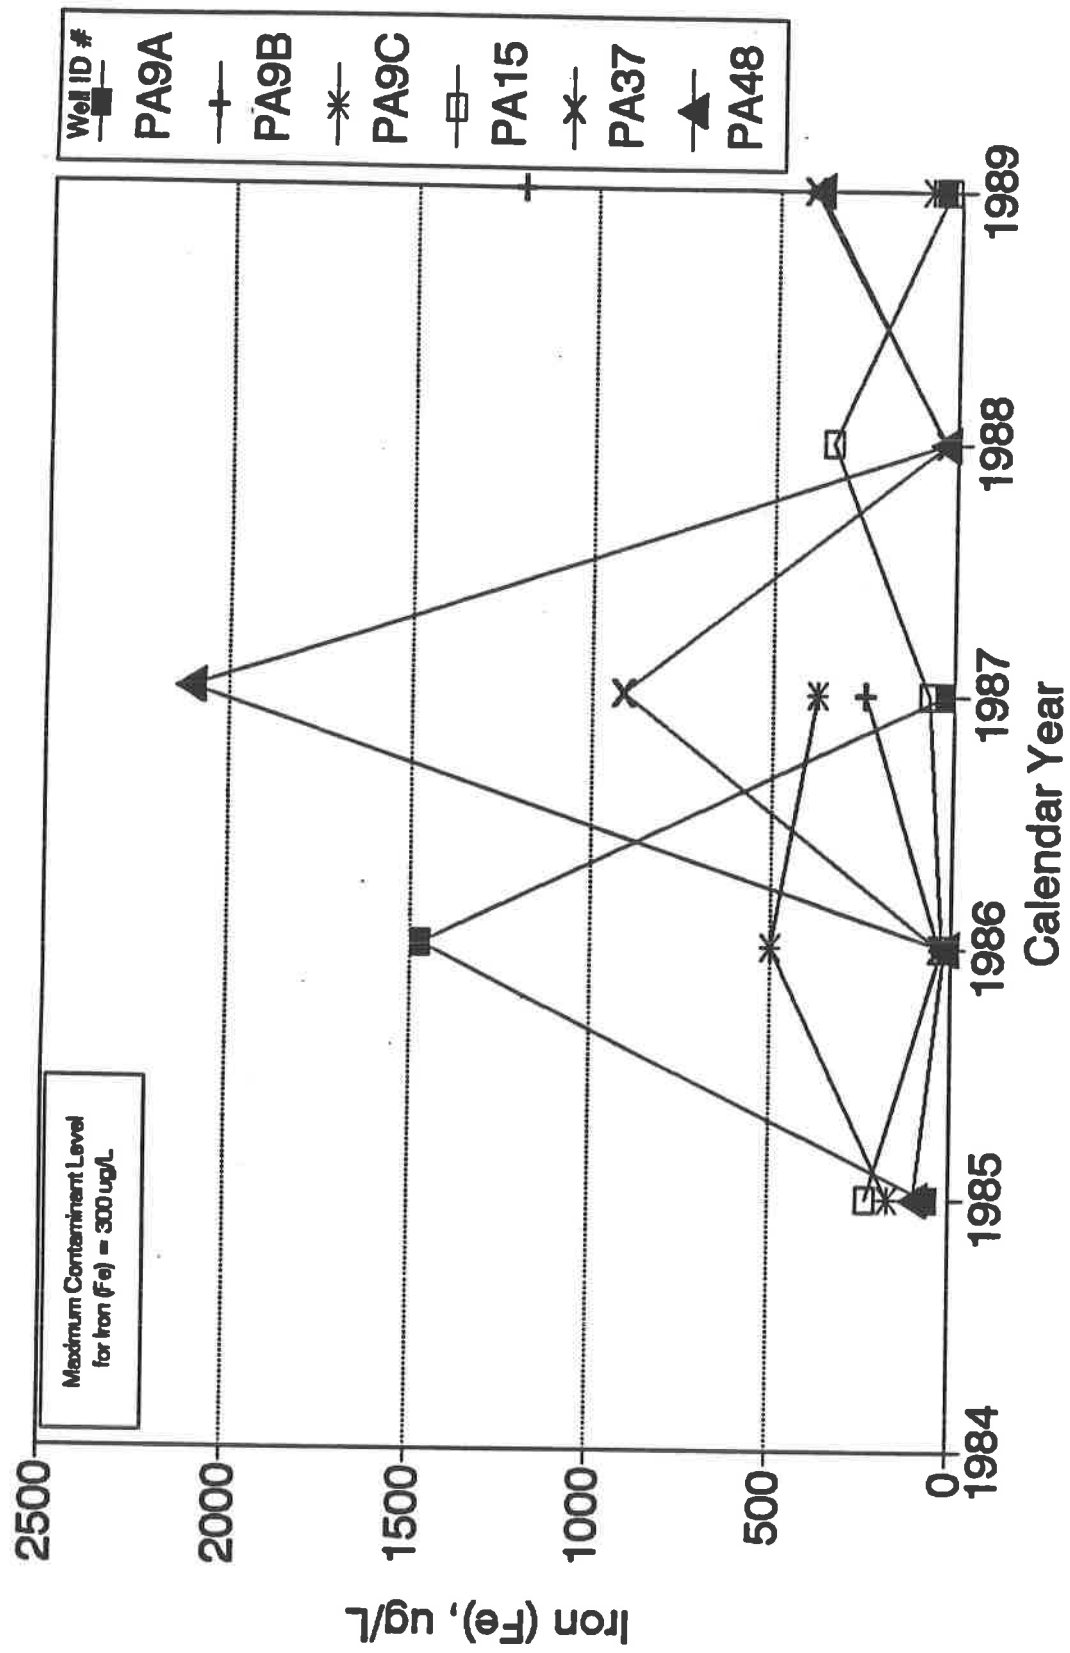 Maximum Contaminant Level
for Iron (Fe) = 300 ug/L
Well ID #
PA9A
PA9B
PA9C
PA15
PA37
PA48
2500
2000
1500
1000
500
0
Iron (Fe), ug/L
1984
1985
1986
1987
1988
1989
Calendar Year